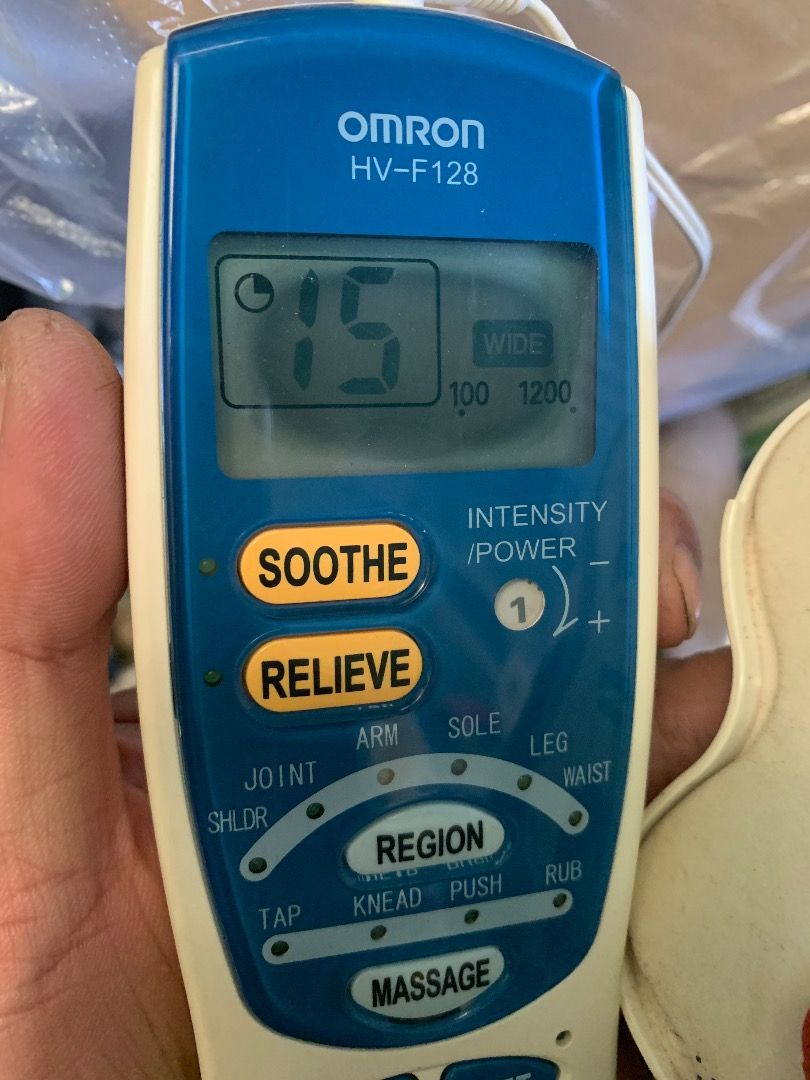 OMRON
HV-F128
15
WIDE
100 1200
INTENSITY
/POWER
SOOTHE
1
−
+
RELIEVE
ARM
SOLE
LEG
JOINT
WAIST
SHLDR
REGION
TAP
KNEAD
PUSH
RUB
MASSAGE